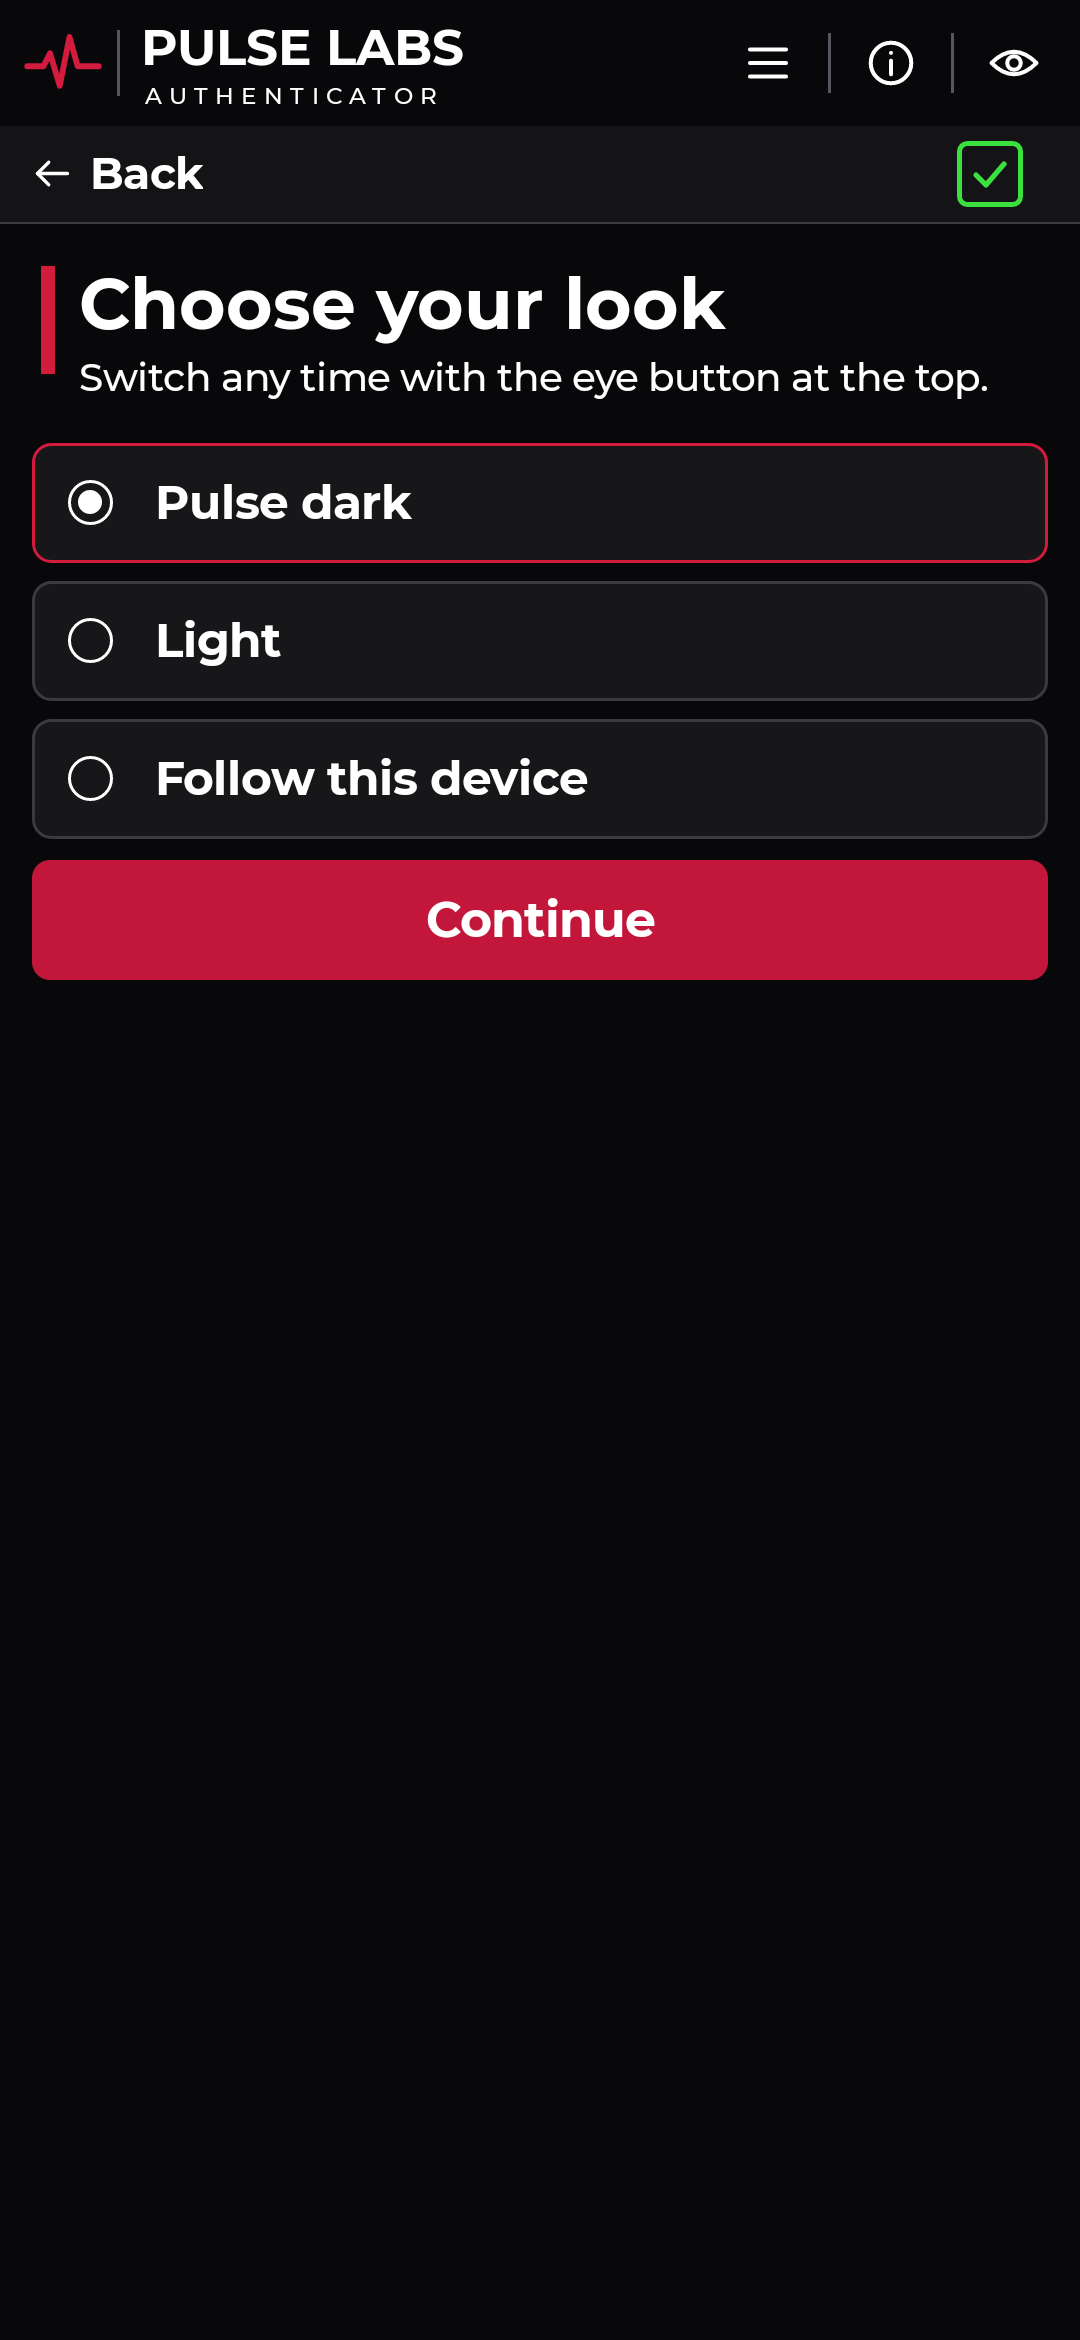 PULSE LABS
AUTHENTICATOR
Back
Choose your look
Switch any time with the eye button at the top.
Pulse dark
Light
Follow this device
Continue